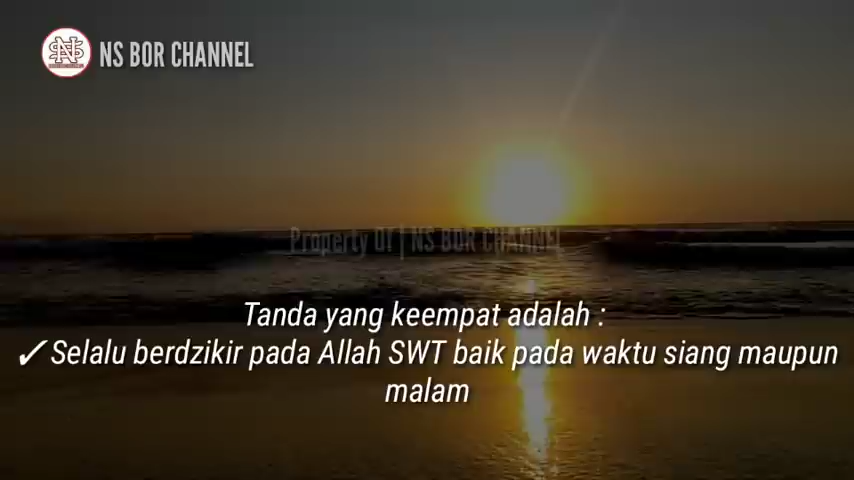 NS BOR CHANNEL
Property Of | NS BOR CHANNEL
Tanda yang keempat adalah :
✓Selalu berdzikir pada Allah SWT baik pada waktu siang maupun
malam